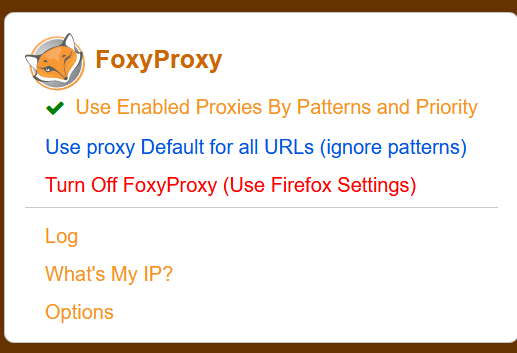 FoxyProxy
Use Enabled Proxies By Patterns and Priority
Use proxy Default for all URLs (ignore patterns)
Turn Off FoxyProxy (Use Firefox Settings)
Log
What's My IP?
Options